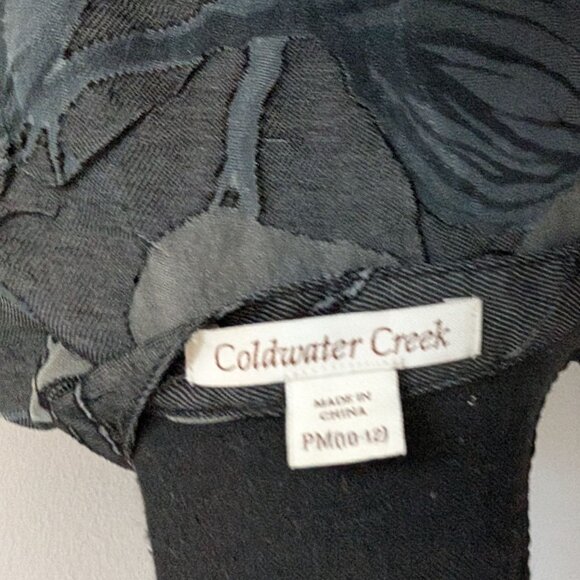 Coldwater Creek
MADE IN
CHINA
PM(10-12)